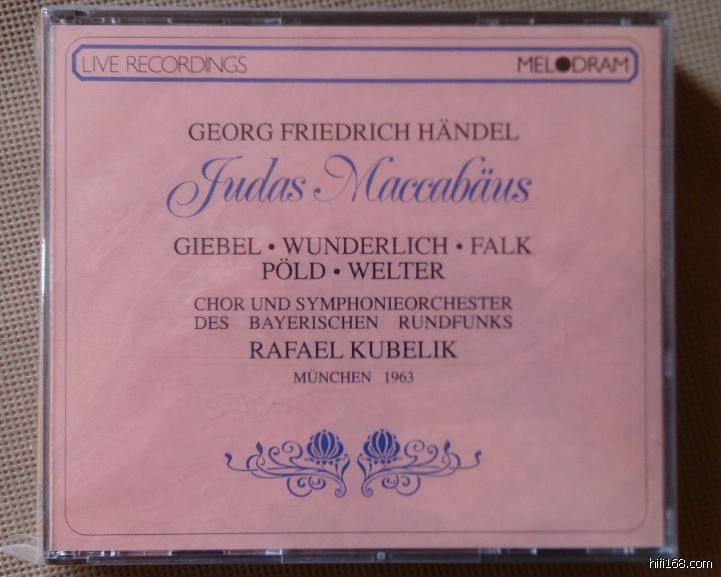 LIVE RECORDINGS MELODRAM
GEORG FRIEDRICH HÄNDEL
Judas Maccabäus
GIEBEL • WUNDERLICH • FALK
PÖLD • WELTER
CHOR UND SYMPHONIEORCHESTER
DES BAYERISCHEN RUNDFUNKS
RAFAEL KUBELIK
MÜNCHEN 1963
hifi168.com